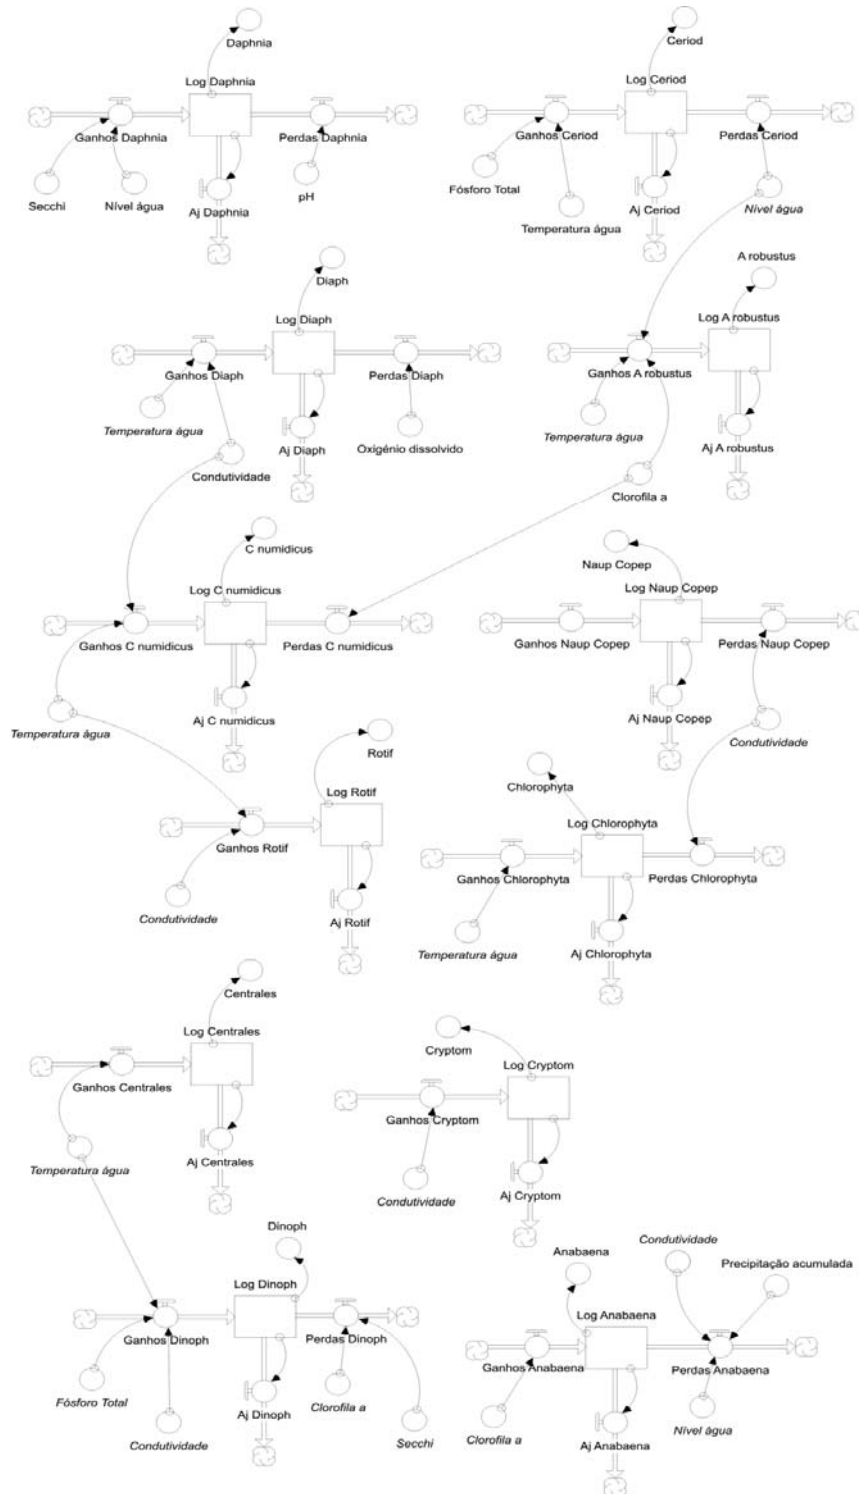 Daphnia
Log Daphnia
Ganhos Daphnia
Perdas Daphnia
Secchi
Nível água
Aj Daphnia
pH
Ceriod
Log Ceriod
Ganhos Ceriod
Perdas Ceriod
Fósforo Total
Temperatura água
Aj Ceriod
Nível água
Diaph
Log Diaph
Ganhos Diaph
Perdas Diaph
Temperatura água
Aj Diaph
Oxigénio dissolvido
Condutividade
A robustus
Log A robustus
Ganhos A robustus
Temperatura água
Aj A robustus
Clorofila a
C numidicus
Log C numidicus
Ganhos C numidicus
Perdas C numidicus
Aj C numidicus
Temperatura água
Naup Copep
Log Naup Copep
Ganhos Naup Copep
Perdas Naup Copep
Aj Naup Copep
Condutividade
Rotif
Log Rotif
Ganhos Rotif
Condutividade
Aj Rotif
Chlorophyta
Log Chlorophyta
Ganhos Chlorophyta
Perdas Chlorophyta
Temperatura água
Aj Chlorophyta
Centrales
Log Centrales
Ganhos Centrales
Temperatura água
Aj Centrales
Cryptom
Log Cryptom
Ganhos Cryptom
Condutividade
Aj Cryptom
Dinoph
Log Dinoph
Ganhos Dinoph
Perdas Dinoph
Fósforo Total
Condutividade
Aj Dinoph
Clorofila a
Secchi
Anabaena
Condutividade
Precipitação acumulada
Log Anabaena
Ganhos Anabaena
Perdas Anabaena
Clorofila a
Aj Anabaena
Nível água